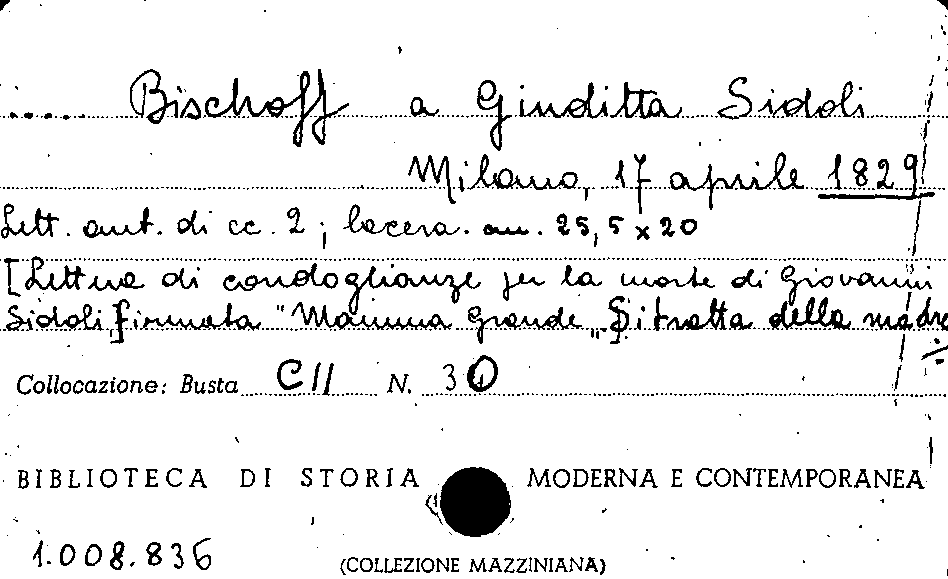 ..... Bischoff a Giuditta Sidoli
Milano, 17 aprile 1829
Lett. aut. di cc. 2; lacera. cm. 25,5 x 20
[Lettera di condoglianze per la morte di Giovanni
Sidoli] firmata "Mamma Grande". Si tratta della madre
Collocazione: Busta CII N. 30
BIBLIOTECA DI STORIA MODERNA E CONTEMPORANEA
1.008.836
(COLLEZIONE MAZZINIANA)